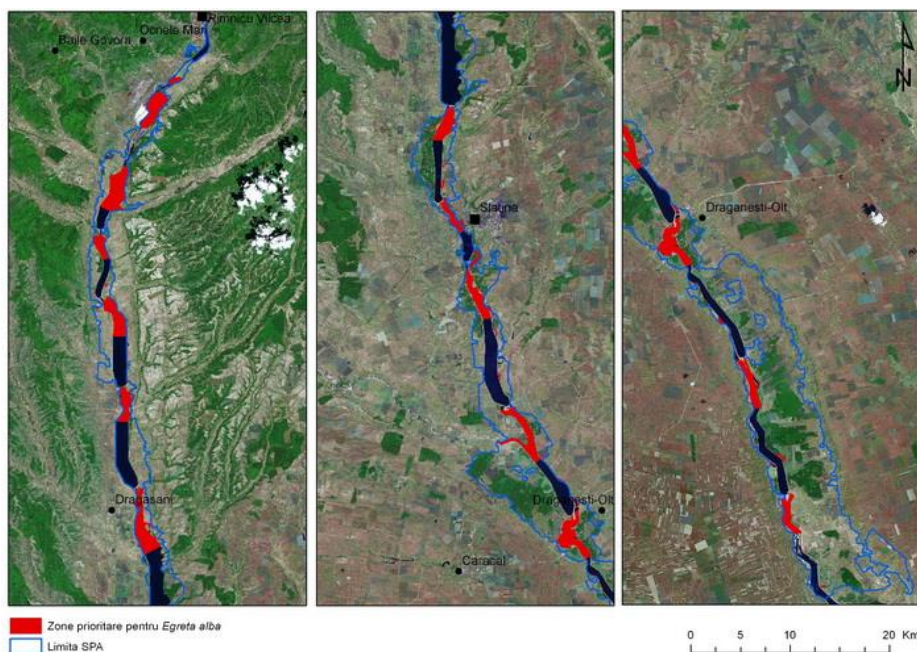 Rimnicu Vilcea
Ocnele Mari
Baile Govora
Dragasani
Slatina
Draganesti-Olt
Caracal
N
Draganesti-Olt
Zone prioritare pentru Egreta alba
Limita SPA
0 5 10 20 Km